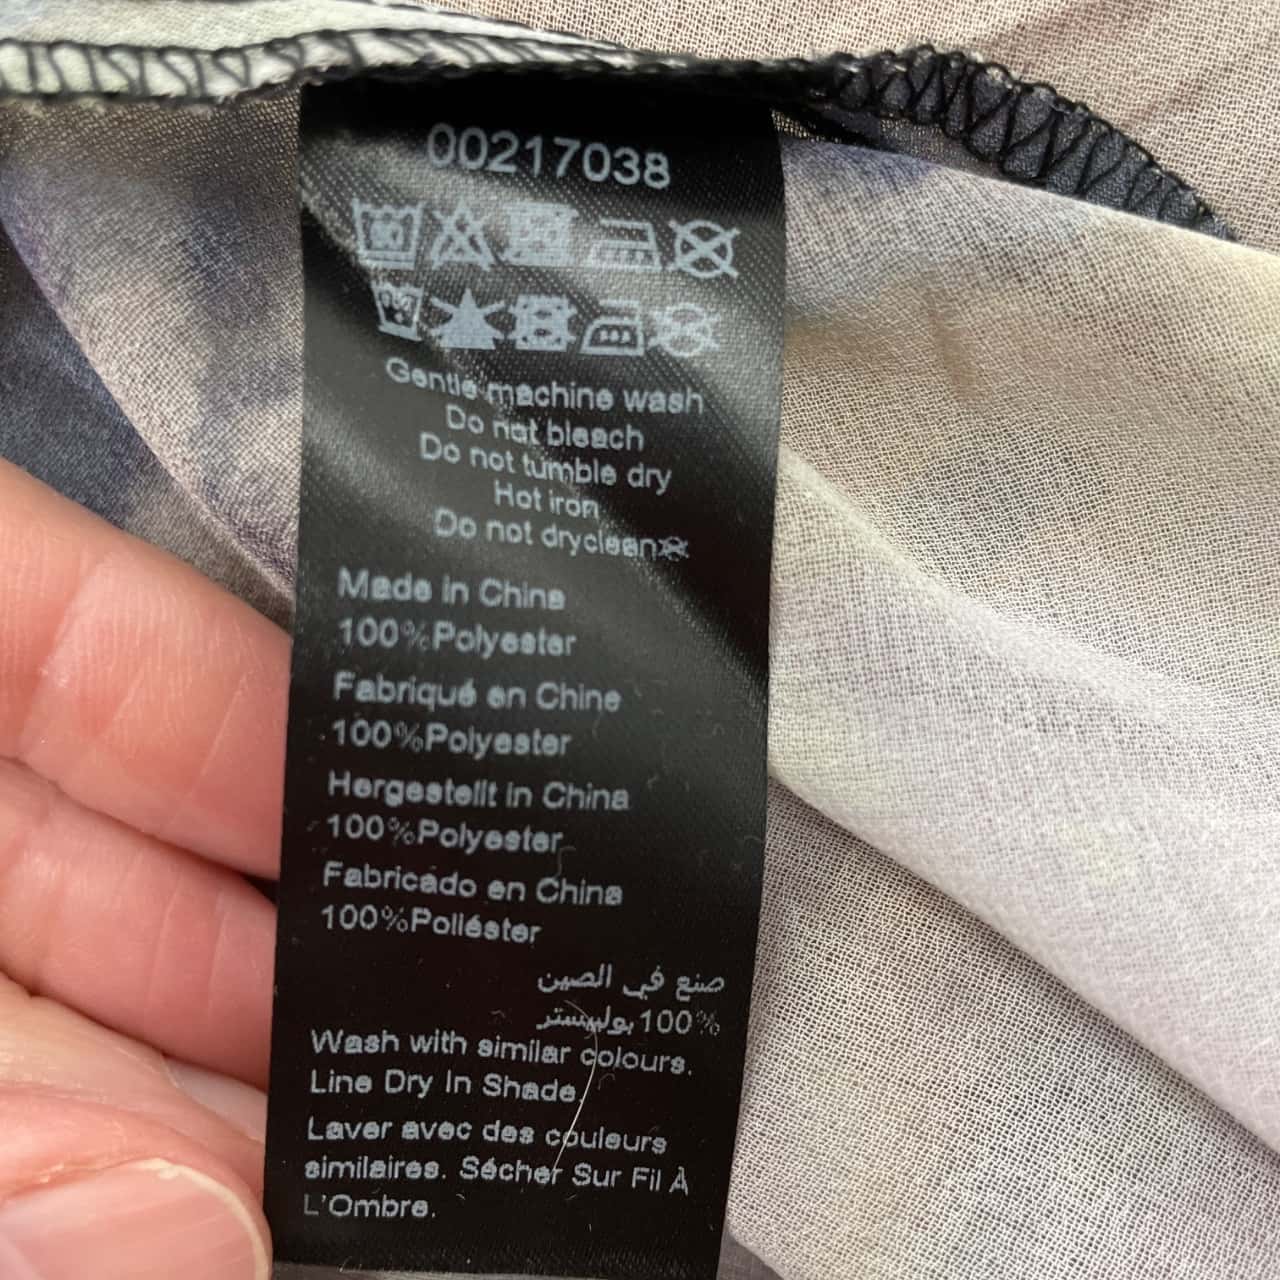 00217038
Gentle machine wash
Do not bleach
Do not tumble dry
Hot iron
Do not dryclean
Made in China
100%Polyester
Fabriqué en Chine
100%Polyester
Hergestellt in China
100%Polyester
Fabricado en China
100%Poliéster
صنع في الصين
100% بوليستر
Wash with similar colours.
Line Dry In Shade.
Laver avec des couleurs
similaires. Sécher Sur Fil À
L'Ombre.